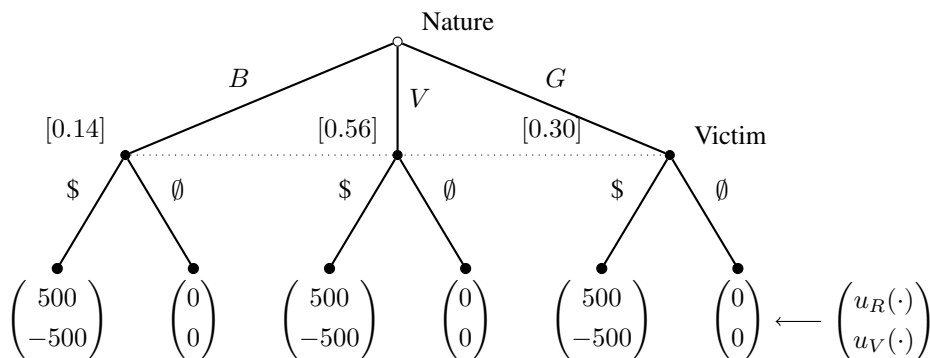 Nature
B
V
G
[0.14]
[0.56]
[0.30]
Victim
$ ∅ $ ∅ $ ∅
500 0 500 0 500 0 u_R(·)
−500 0 −500 0 −500 0 u_V(·)